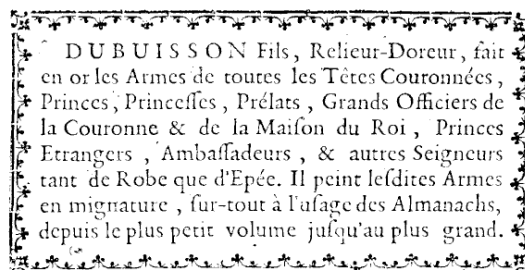 DUBUISSON Fils, Relieur-Doreur, fait
en or les Armes de toutes les Têtes Couronnées,
Princes, Princeſſes, Prélats, Grands Officiers de
la Couronne & de la Maiſon du Roi, Princes
Etrangers, Ambaſſadeurs, & autres Seigneurs
tant de Robe que d'Epée. Il peint leſdites Armes
en mignature, ſur-tout à l'uſage des Almanachs,
depuis le plus petit volume juſqu'au plus grand.